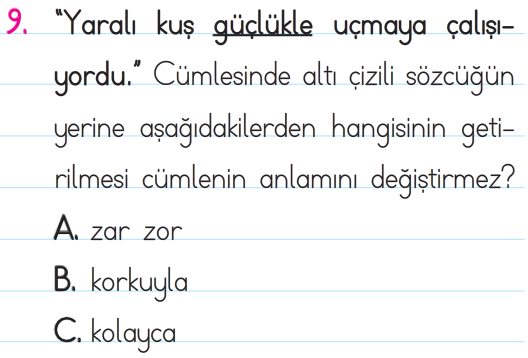 9. "Yaralı kuş güçlükle uçmaya çalışı-
yordu." Cümlesinde altı çizili sözcüğün
yerine aşağıdakilerden hangisinin geti-
rilmesi cümlenin anlamını değiştirmez?
A. zar zor
B. korkuyla
C. kolayca